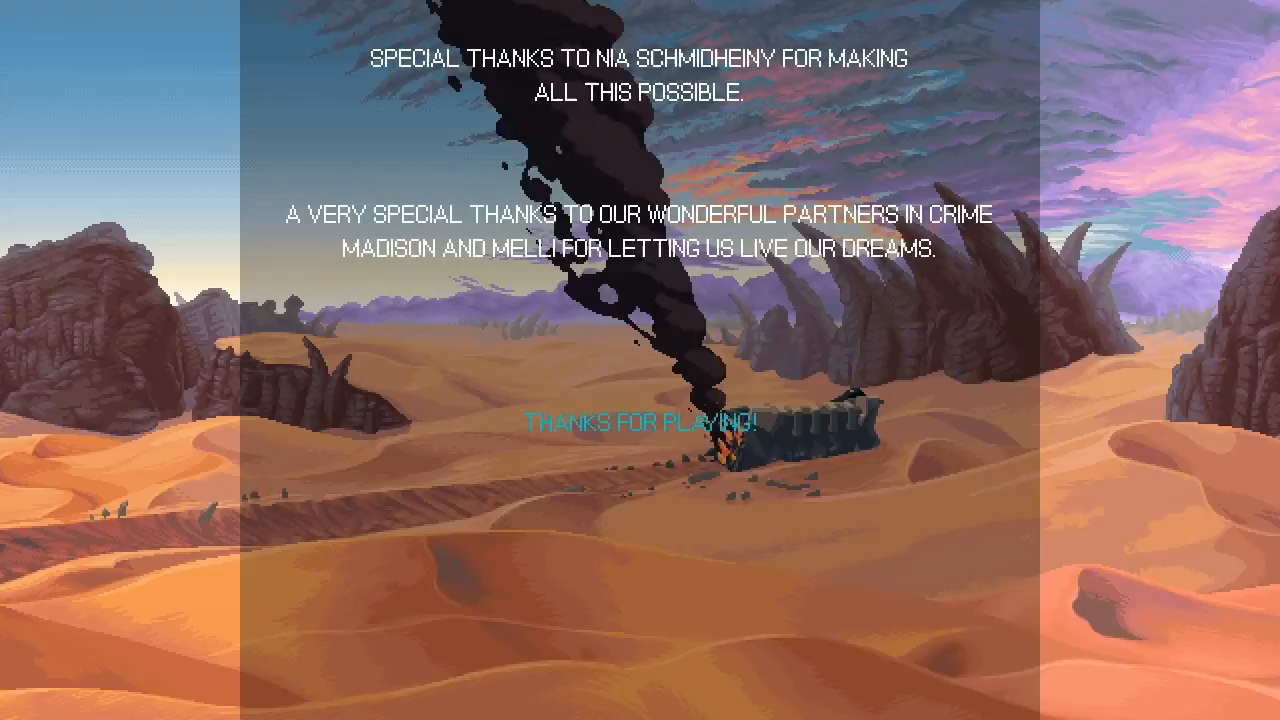 SPECIAL THANKS TO NIA SCHMIDHEINY FOR MAKING
ALL THIS POSSIBLE.
A VERY SPECIAL THANKS TO OUR WONDERFUL PARTNERS IN CRIME
MADISON AND MELLI FOR LETTING US LIVE OUR DREAMS.
THANKS FOR PLAYING!